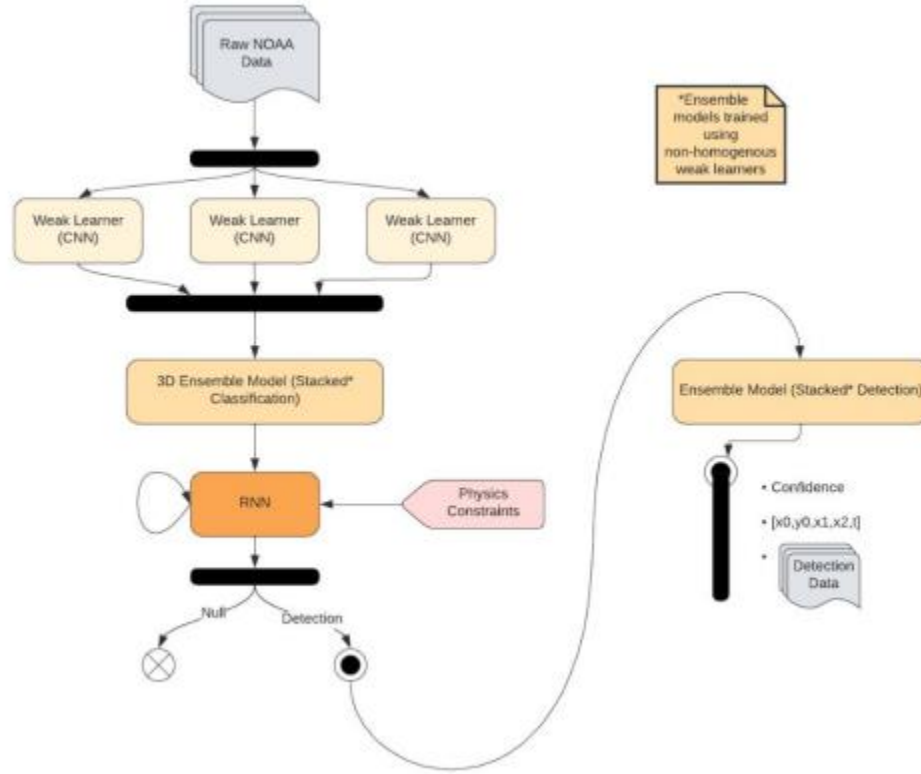 Raw NOAA
Data
*Ensemble
models trained
using
non-homogenous
weak learners
Weak Learner
(CNN)
Weak Learner
(CNN)
Weak Learner
(CNN)
3D Ensemble Model (Stacked*
Classification)
Ensemble Model (Stacked* Detection)
RNN
Physics
Constraints
• Confidence
• [x0,y0,x1,x2,t]
•
Detection
Data
Null
Detection